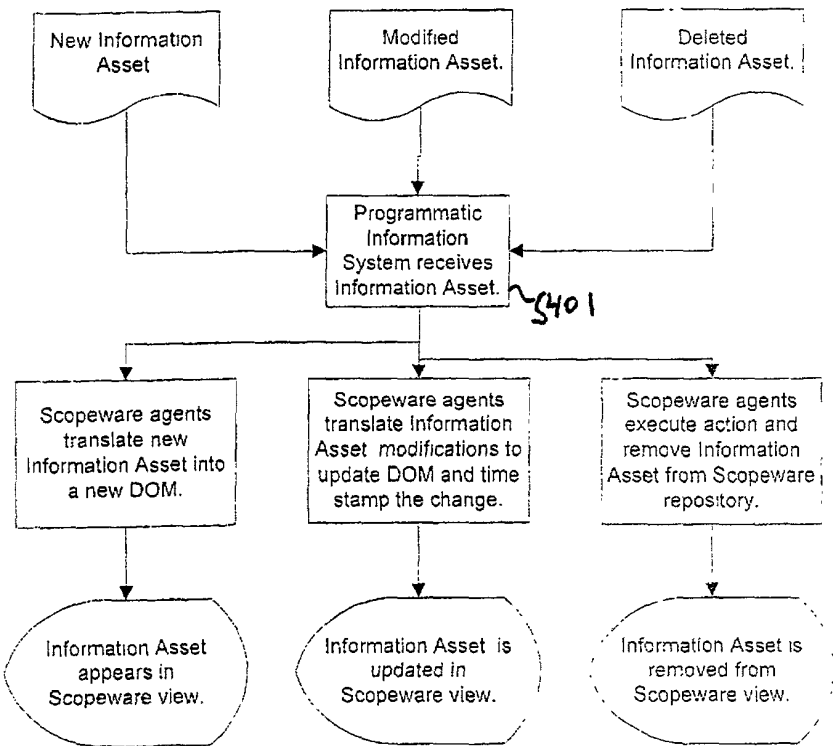 New Information
Asset
Modified
Information Asset.
Deleted
Information Asset.
Programmatic
Information
System receives
Information Asset.
S401
Scopeware agents
translate new
Information Asset into
a new DOM.
Scopeware agents
translate Information
Asset modifications to
update DOM and time
stamp the change.
Scopeware agents
execute action and
remove Information
Asset from Scopeware
repository.
Information Asset
appears in
Scopeware view.
Information Asset is
updated in
Scopeware view.
Information Asset is
removed from
Scopeware view.